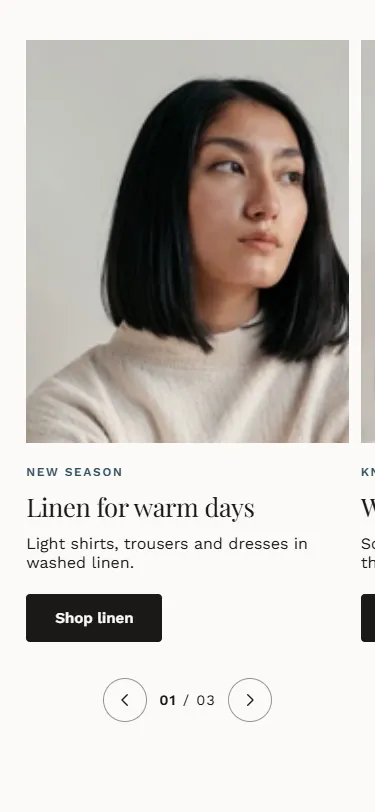 NEW SEASON
Linen for warm days
Light shirts, trousers and dresses in
washed linen.
Shop linen
01 / 03